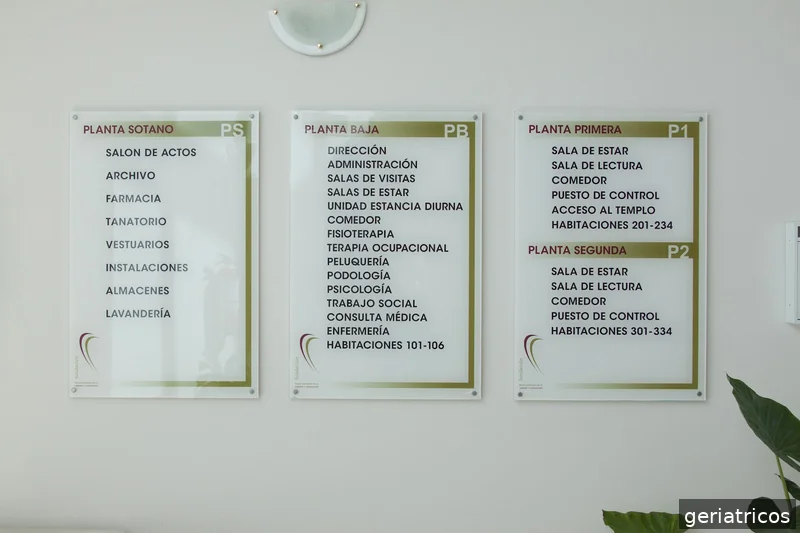 PLANTA SOTANO PS
SALON DE ACTOS
ARCHIVO
FARMACIA
TANATORIO
VESTUARIOS
INSTALACIONES
ALMACENES
LAVANDERÍA
PLANTA BAJA PB
DIRECCIÓN
ADMINISTRACIÓN
SALAS DE VISITAS
SALAS DE ESTAR
UNIDAD ESTANCIA DIURNA
COMEDOR
FISIOTERAPIA
TERAPIA OCUPACIONAL
PELUQUERÍA
PODOLOGÍA
PSICOLOGÍA
TRABAJO SOCIAL
CONSULTA MÉDICA
ENFERMERÍA
HABITACIONES 101-106
PLANTA PRIMERA P1
SALA DE ESTAR
SALA DE LECTURA
COMEDOR
PUESTO DE CONTROL
ACCESO AL TEMPLO
HABITACIONES 201-234
PLANTA SEGUNDA P2
SALA DE ESTAR
SALA DE LECTURA
COMEDOR
PUESTO DE CONTROL
HABITACIONES 301-334
geriatricos